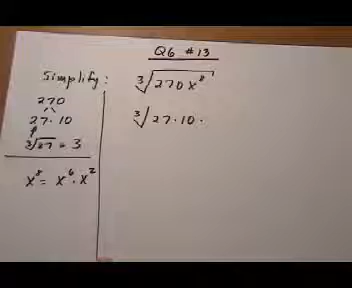 Q6 #13
Simplify: ∛270x⁸
270
27·10
∛27 = 3
x⁸ = x⁶·x²
∛27·10·